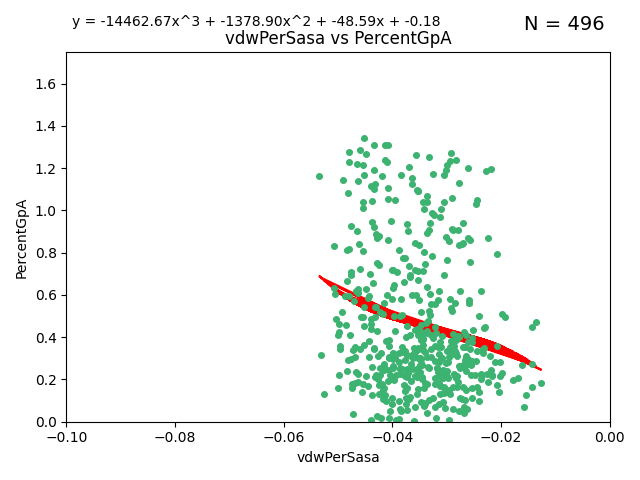 y = -14462.67x^3 + -1378.90x^2 + -48.59x + -0.18
N = 496
vdwPerSasa vs PercentGpA
PercentGpA
1.6
1.4
1.2
1.0
0.8
0.6
0.4
0.2
0.0
−0.10 −0.08 −0.06 −0.04 −0.02 0.00
vdwPerSasa